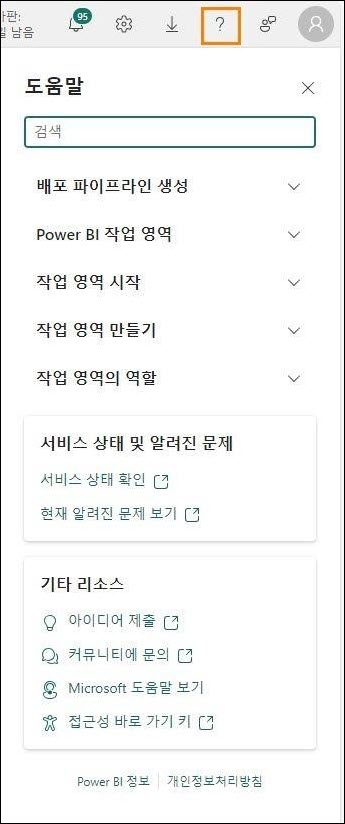 사판:
95
일 남음
?
도움말
검색
배포 파이프라인 생성
Power BI 작업 영역
작업 영역 시작
작업 영역 만들기
작업 영역의 역할
서비스 상태 및 알려진 문제
서비스 상태 확인
현재 알려진 문제 보기
기타 리소스
아이디어 제출
커뮤니티에 문의
Microsoft 도움말 보기
접근성 바로 가기 키
Power BI 정보
개인정보처리방침